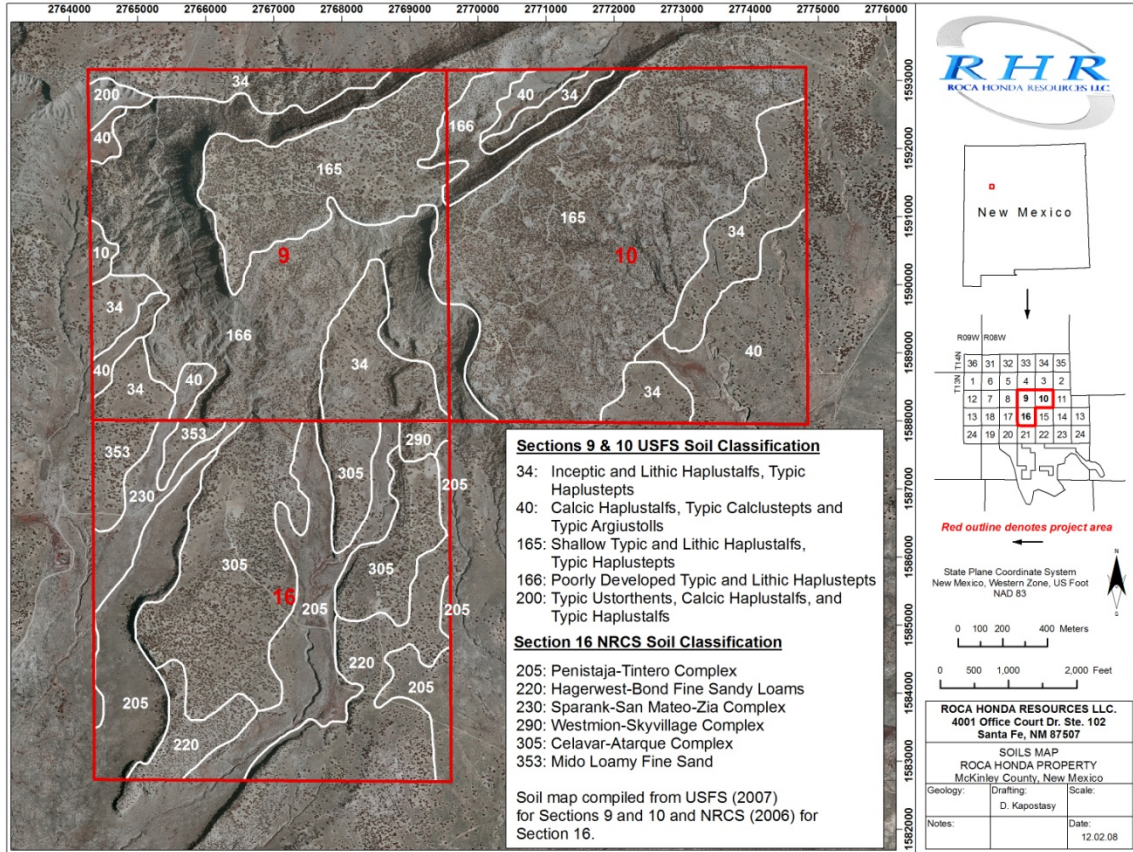 2764000 2765000 2766000 2767000 2768000 2769000 2770000 2771000 2772000 2773000 2774000 2775000 2776000
1593000
1592000
1591000
1590000
1589000
1588000
1587000
1586000
1585000
1584000
1583000
1582000
34
200
40
165
166
40
34
165
9
10
10
34
34
166
40
34
40
34
40
34
353
353
230
290
205
305
305
16
305
205
205
220
205
205
220
Sections 9 & 10 USFS Soil Classification
34: Inceptic and Lithic Haplustalfs, Typic
Haplustepts
40: Calcic Haplustalfs, Typic Calclustepts and
Typic Argiustolls
165: Shallow Typic and Lithic Haplustalfs,
Typic Haplustepts
166: Poorly Developed Typic and Lithic Haplustepts
200: Typic Ustorthents, Calcic Haplustalfs, and
Typic Haplustalfs
Section 16 NRCS Soil Classification
205: Penistaja-Tintero Complex
220: Hagerwest-Bond Fine Sandy Loams
230: Sparank-San Mateo-Zia Complex
290: Westmion-Skyvillage Complex
305: Celavar-Atarque Complex
353: Mido Loamy Fine Sand
Soil map compiled from USFS (2007)
for Sections 9 and 10 and NRCS (2006) for
Section 16.
RHR
ROCA HONDA RESOURCES LLC.
New Mexico
R09W R08W
T14N
T13N
36 31 32 33 34 35
1 6 5 4 3 2
12 7 8 9 10 11
13 18 17 16 15 14 13
24 19 20 21 22 23 24
Red outline denotes project area
State Plane Coordinate System
New Mexico, Western Zone, US Foot
NAD 83
N
S
0 100 200 400 Meters
0 500 1,000 2,000 Feet
ROCA HONDA RESOURCES LLC.
4001 Office Court Dr. Ste. 102
Santa Fe, NM 87507
SOILS MAP
ROCA HONDA PROPERTY
McKinley County, New Mexico
Geology: Drafting: Scale:
D. Kapostasy
Notes: Date:
12.02.08